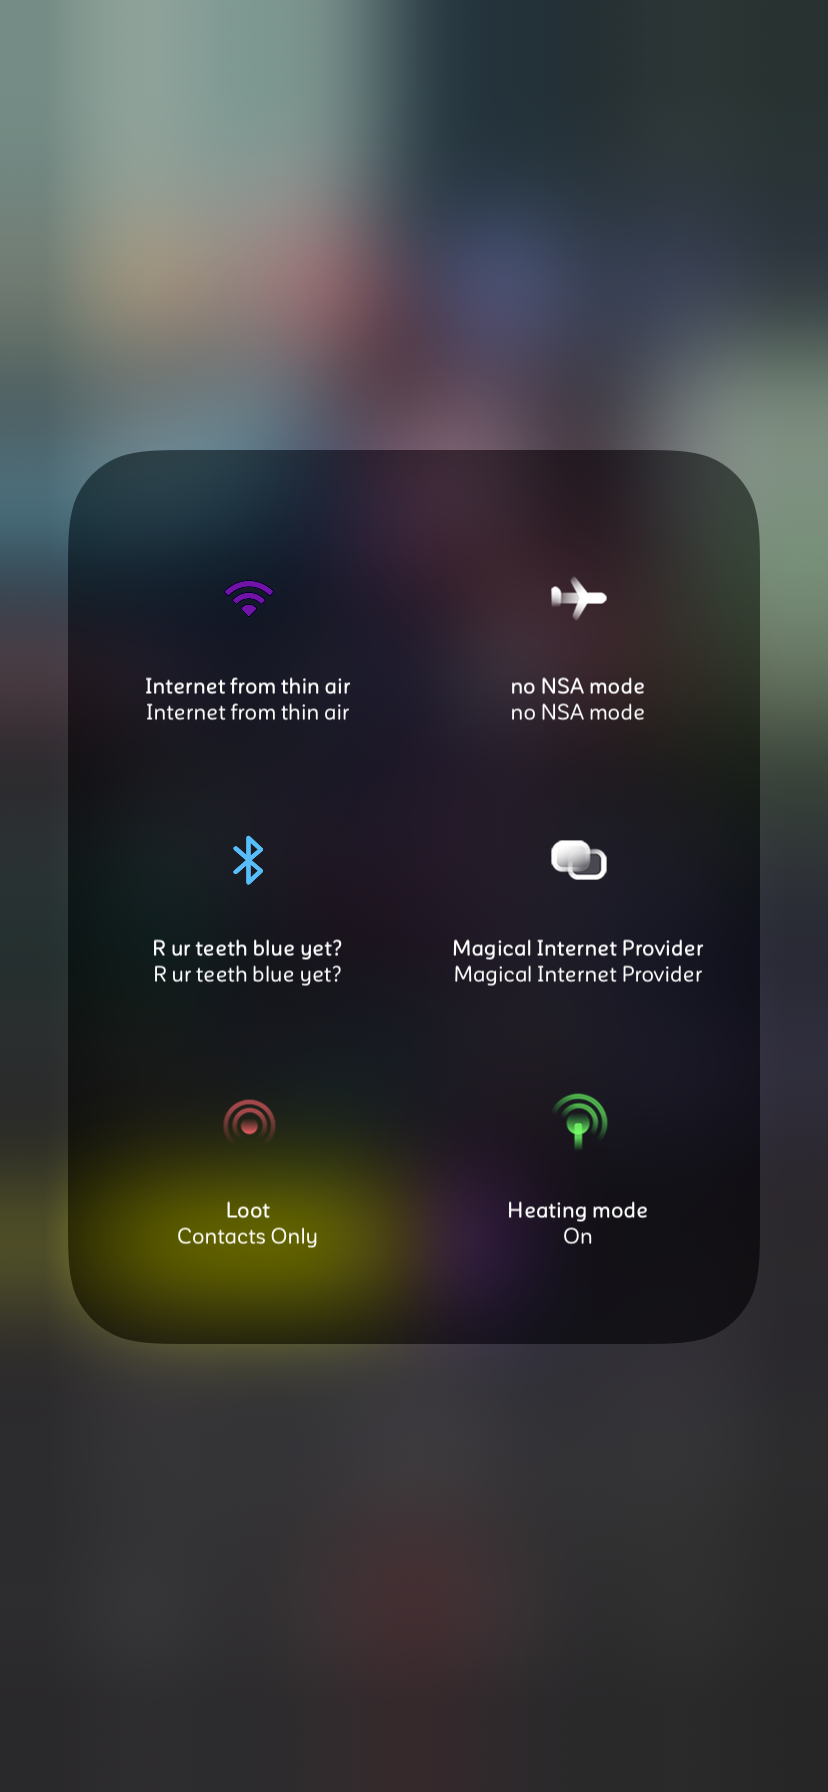 Internet from thin air
Internet from thin air
no NSA mode
no NSA mode
R ur teeth blue yet?
R ur teeth blue yet?
Magical Internet Provider
Magical Internet Provider
Loot
Contacts Only
Heating mode
On